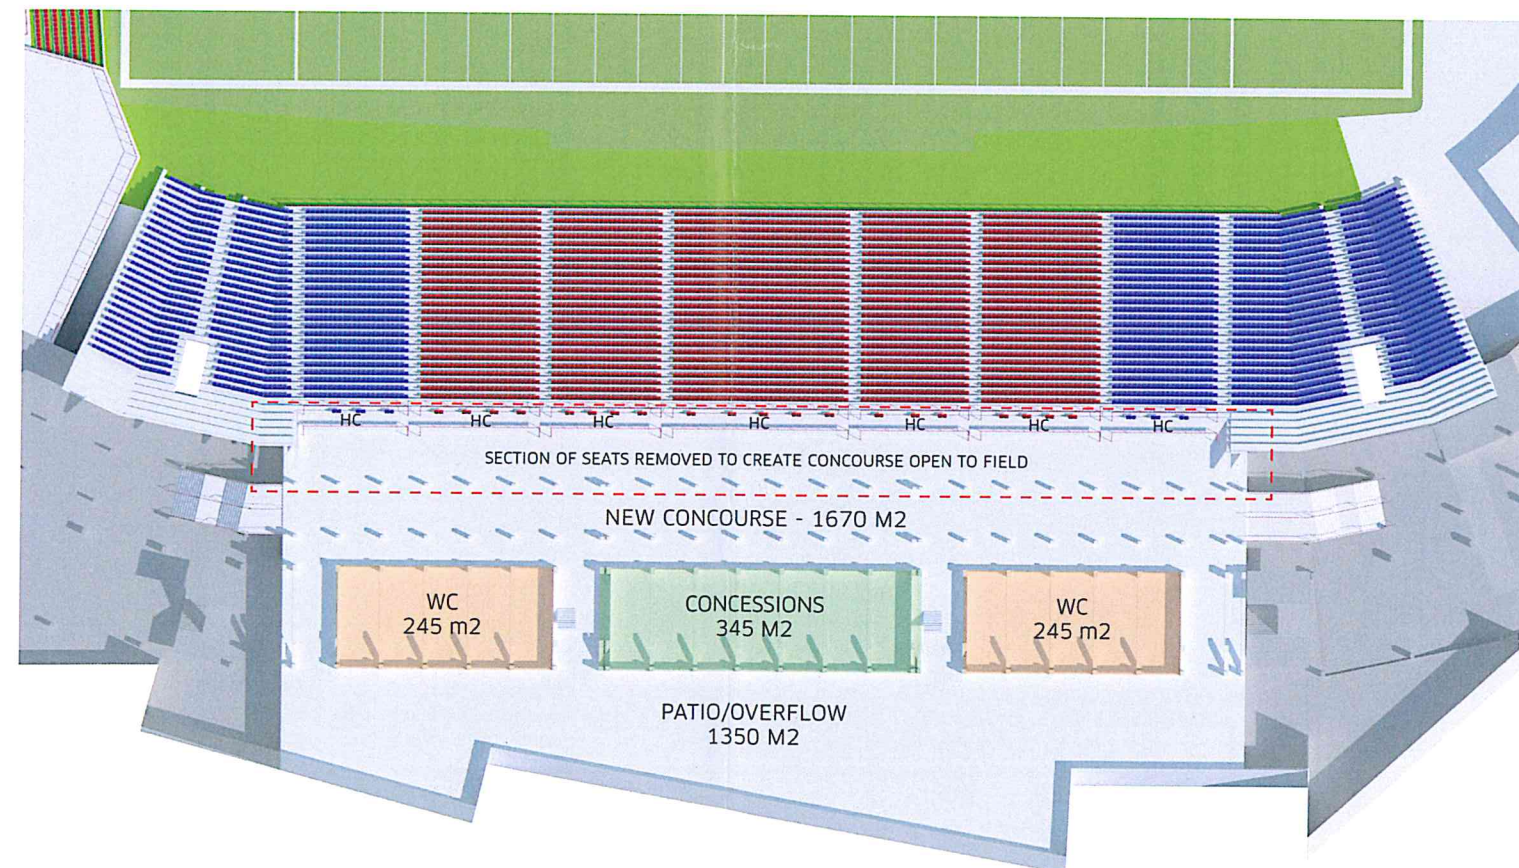 HC HC HC HC HC HC HC
SECTION OF SEATS REMOVED TO CREATE CONCOURSE OPEN TO FIELD
NEW CONCOURSE - 1670 M2
WC
245 m2
CONCESSIONS
345 M2
WC
245 m2
PATIO/OVERFLOW
1350 M2